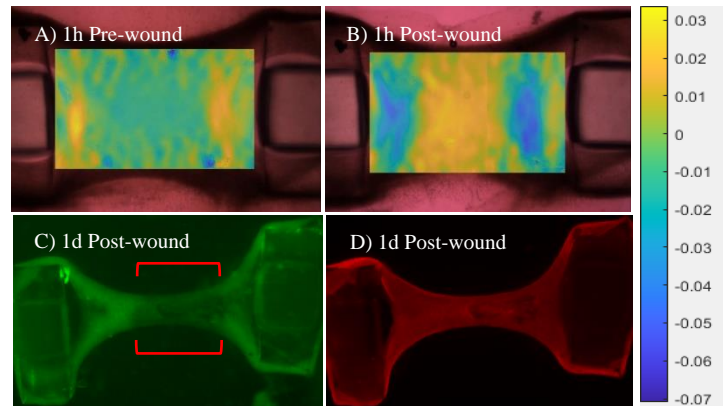 A) 1h Pre-wound
B) 1h Post-wound
C) 1d Post-wound
D) 1d Post-wound
0.03
0.02
0.01
0
-0.01
-0.02
-0.03
-0.04
-0.05
-0.06
-0.07